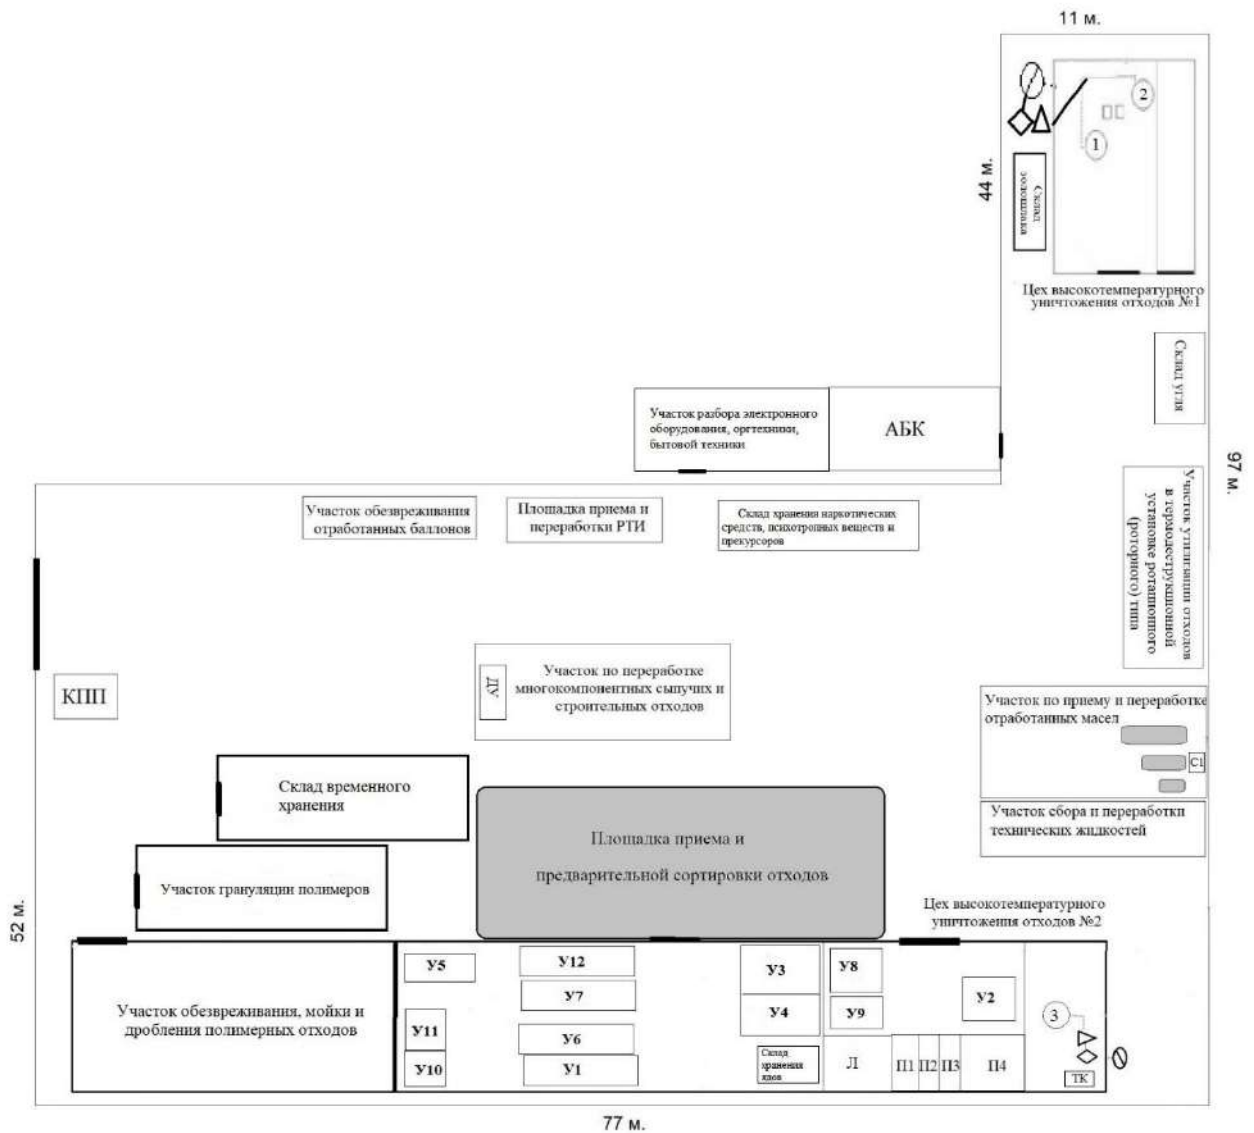 11 м.
2
1
44 м.
Склад
золошлака
Цех высокотемпературного
уничтожения отходов №1
Склад угля
97 м.
Участок разбора электронного
оборудования, оргтехники,
бытовой техники
АБК
Участок обезвреживания
отработанных баллонов
Площадка приема и
переработки РТИ
Склад хранения наркотических
средств, психотропных веществ и
прекурсоров
Участок утилизации отходов
в термодеструкционной
установке ротационного
(роторного) типа
КПП
ДУ
Участок по переработке
многокомпонентных сыпучих и
строительных отходов
Участок по приему и переработке
отработанных масел
С1
Участок сбора и переработки
технических жидкостей
Склад временного
хранения
Площадка приема и
предварительной сортировки отходов
Участок грануляции полимеров
52 м.
Цех высокотемпературного
уничтожения отходов №2
Участок обезвреживания, мойки и
дробления полимерных отходов
У5
У12
У3
У8
У7
У2
У11
У4
У9
3
У6
У10
У1
Склад
хранения
ядов
Л
П1
П2
П3
П4
ТК
77 м.